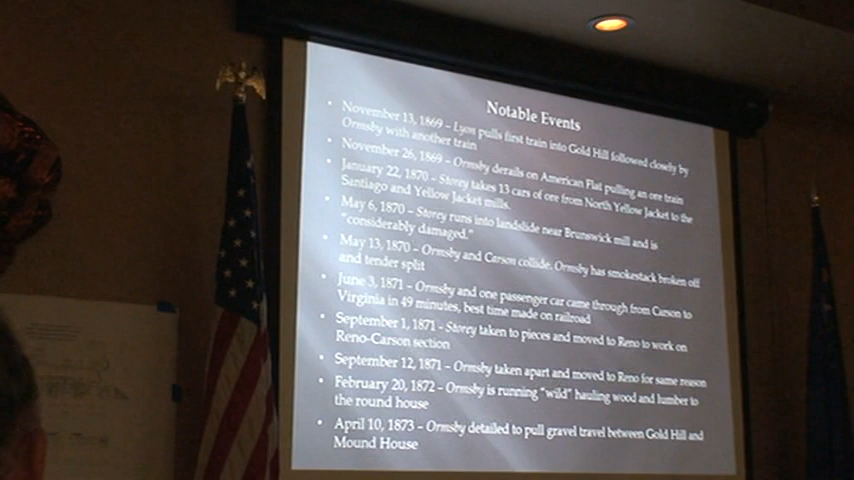 Notable Events
• November 13, 1869 – Lyon pulls first train into Gold Hill followed closely by
Ormsby with another train
• November 26, 1869 – Ormsby derails on American Flat pulling an ore train
• January 22, 1870 – Storey takes 13 cars of ore from North Yellow Jacket to the
Santiago and Yellow Jacket mills.
• May 6, 1870 – Storey runs into landslide near Brunswick mill and is
"considerably damaged."
• May 13, 1870 – Ormsby and Carson collide. Ormsby has smokestack broken off
and tender split
• June 3, 1871 – Ormsby and one passenger car came through from Carson to
Virginia in 49 minutes, best time made on railroad
• September 1, 1871 - Storey taken to pieces and moved to Reno to work on
Reno-Carson section
• September 12, 1871 – Ormsby taken apart and moved to Reno for same reason
• February 20, 1872 – Ormsby is running "wild" hauling wood and lumber to
the round house
• April 10, 1873 – Ormsby detailed to pull gravel travel between Gold Hill and
Mound House